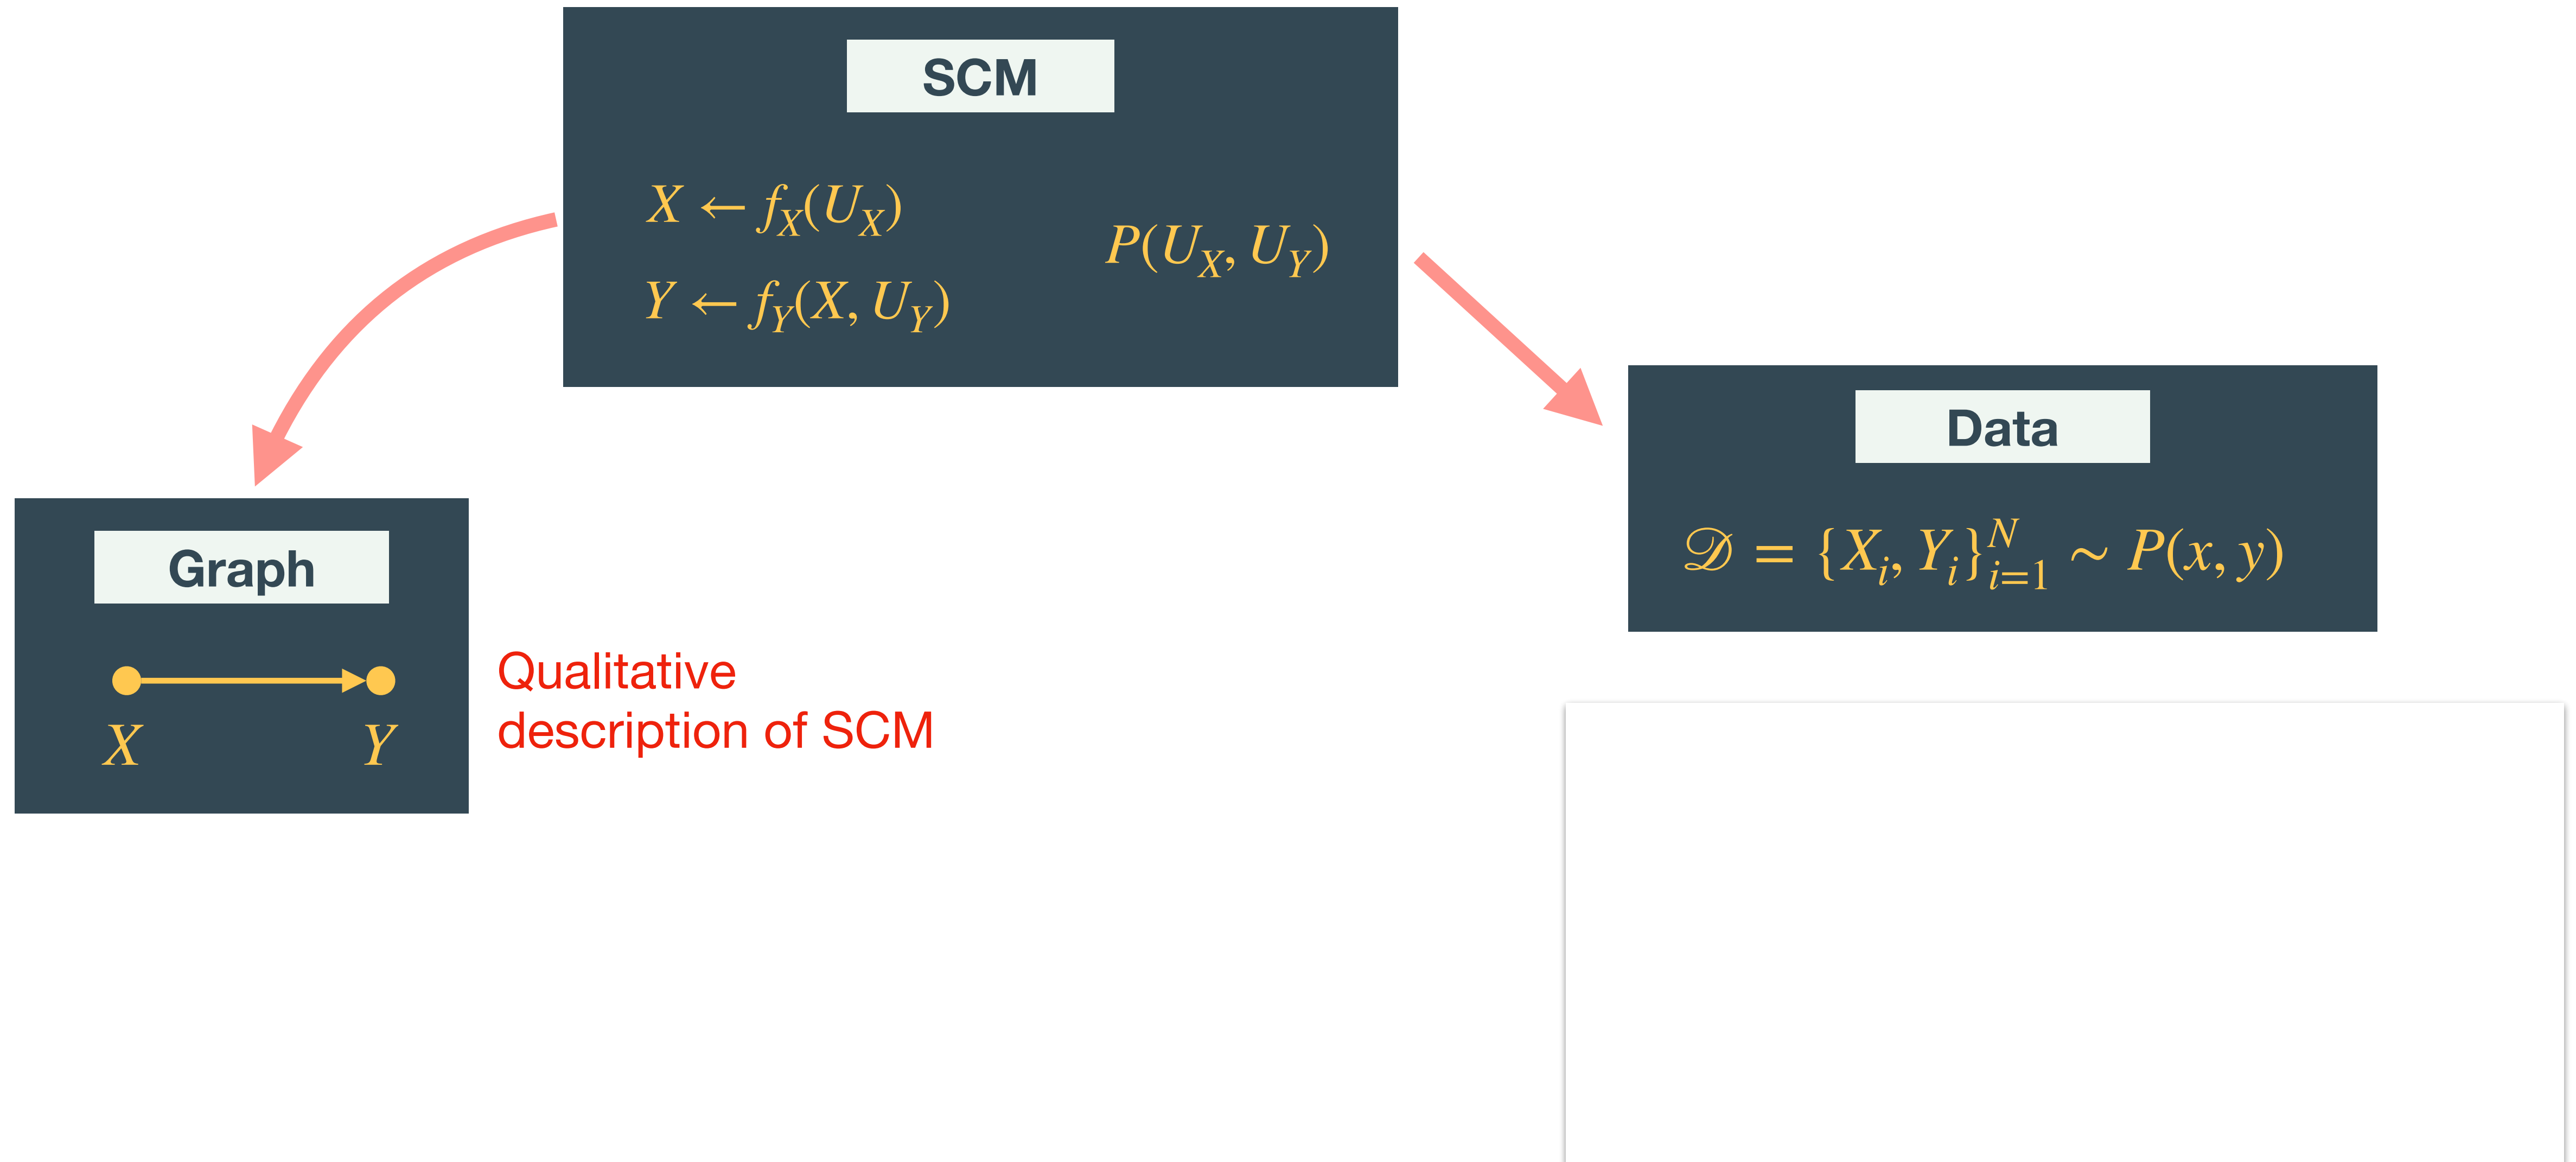 SCM
X ← f_X(U_X)
P(U_X, U_Y)
Y ← f_Y(X, U_Y)
Data
𝒟 = {X_i, Y_i}_{i=1}^N ∼ P(x, y)
Graph
X Y
Qualitative
description of SCM